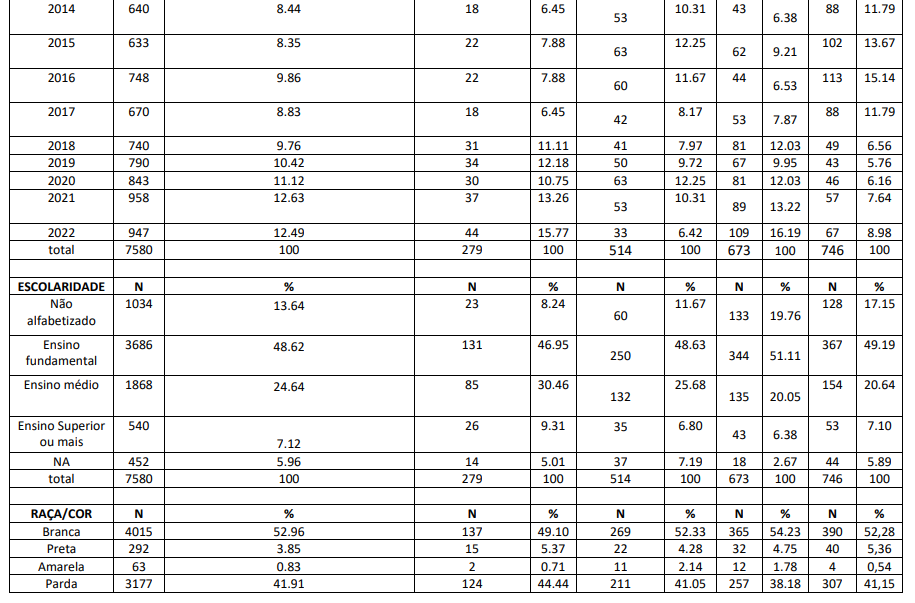 2014 640 8.44 18 6.45 53 10.31 43 6.38 88 11.79
2015 633 8.35 22 7.88 63 12.25 62 9.21 102 13.67
2016 748 9.86 22 7.88 60 11.67 44 6.53 113 15.14
2017 670 8.83 18 6.45 42 8.17 53 7.87 88 11.79
2018 740 9.76 31 11.11 41 7.97 81 12.03 49 6.56
2019 790 10.42 34 12.18 50 9.72 67 9.95 43 5.76
2020 843 11.12 30 10.75 63 12.25 81 12.03 46 6.16
2021 958 12.63 37 13.26 53 10.31 89 13.22 57 7.64
2022 947 12.49 44 15.77 33 6.42 109 16.19 67 8.98
total 7580 100 279 100 514 100 673 100 746 100
ESCOLARIDADE N % N % N % N % N %
Não alfabetizado 1034 13.64 23 8.24 60 11.67 133 19.76 128 17.15
Ensino fundamental 3686 48.62 131 46.95 250 48.63 344 51.11 367 49.19
Ensino médio 1868 24.64 85 30.46 132 25.68 135 20.05 154 20.64
Ensino Superior ou mais 540 7.12 26 9.31 35 6.80 43 6.38 53 7.10
NA 452 5.96 14 5.01 37 7.19 18 2.67 44 5.89
total 7580 100 279 100 514 100 673 100 746 100
RAÇA/COR N % N % N % N % N %
Branca 4015 52.96 137 49.10 269 52.33 365 54.23 390 52,28
Preta 292 3.85 15 5.37 22 4.28 32 4.75 40 5,36
Amarela 63 0.83 2 0.71 11 2.14 12 1.78 4 0,54
Parda 3177 41.91 124 44.44 211 41.05 257 38.18 307 41,15